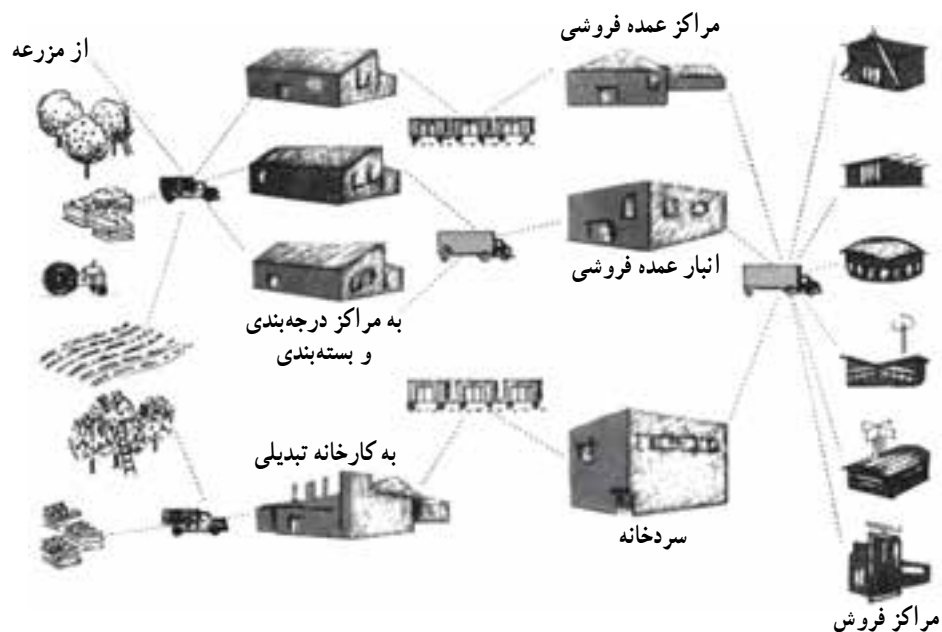 مراکز عمده فروشی
از مزرعه
انبار عمده فروشی
به مراکز درجه‌بندی
و بسته‌بندی
به کارخانه تبدیلی
سردخانه
مراکز فروش